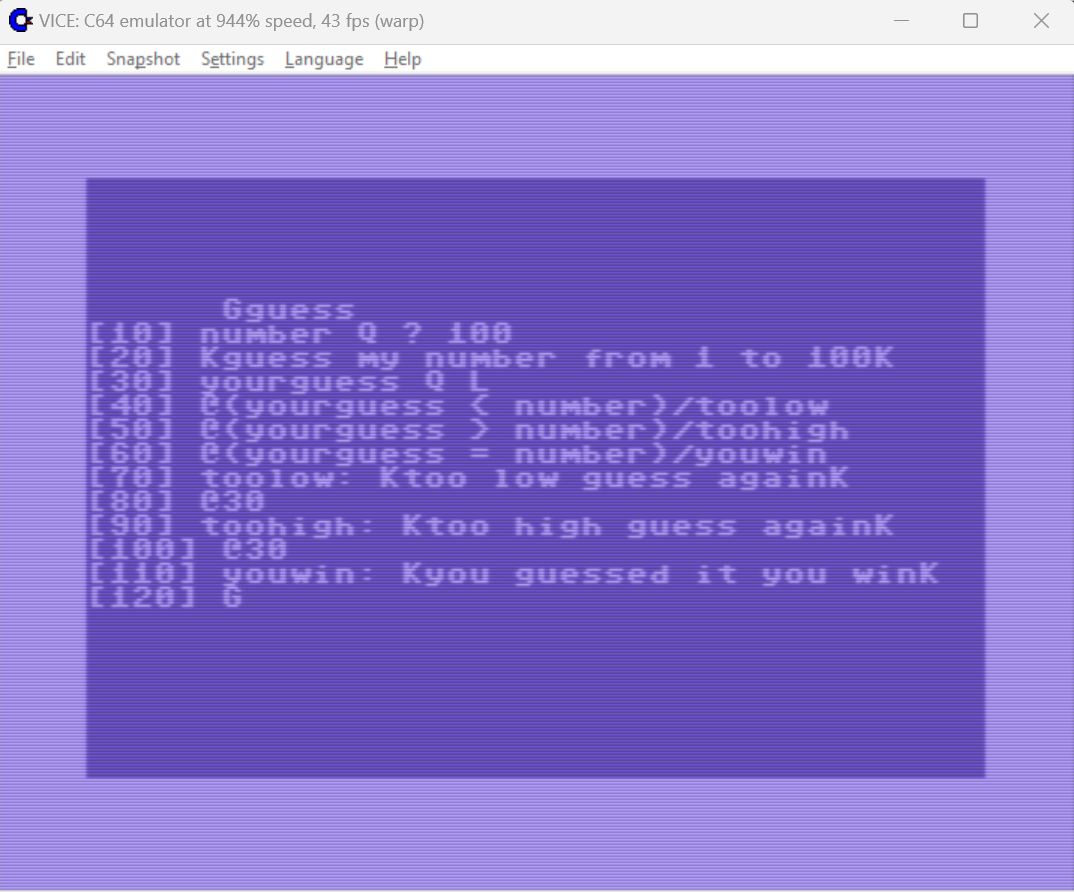 VICE: C64 emulator at 944% speed, 43 fps (warp)
File Edit Snapshot Settings Language Help
Gguess
[10] number Q ? 100
[20] Kguess my number from 1 to 100K
[30] yourguess Q L
[40] @(yourguess < number)/toolow
[50] @(yourguess > number)/toohigh
[60] @(yourguess = number)/youwin
[70] toolow: Ktoo low guess againK
[80] @30
[90] toohigh: Ktoo high guess againK
[100] @30
[110] youwin: Kyou guessed it you winK
[120] G